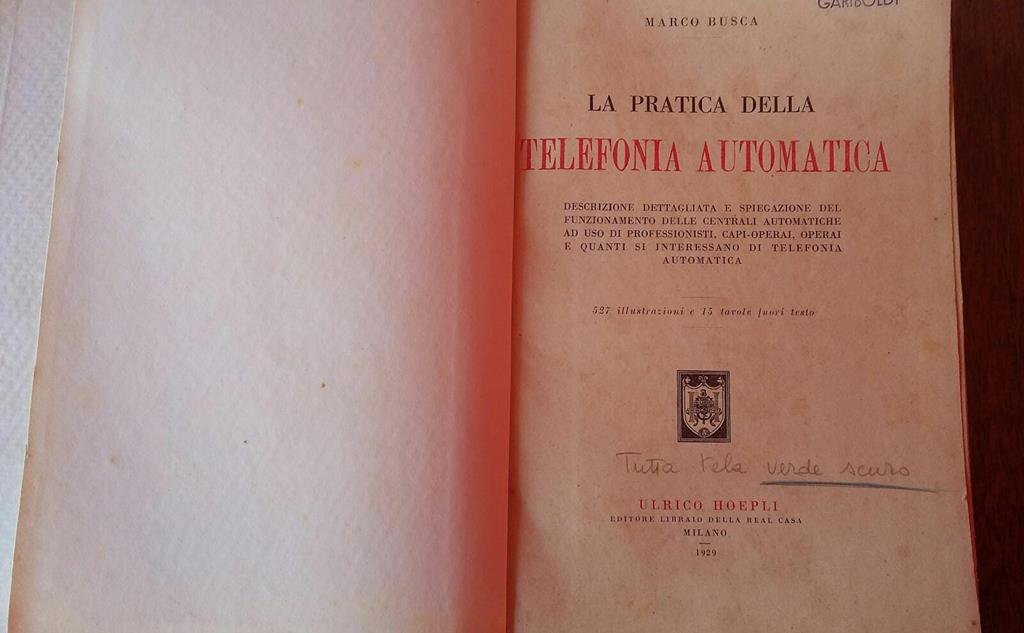 GARIBOLDI
MARCO BUSCA
LA PRATICA DELLA
TELEFONIA AUTOMATICA
DESCRIZIONE DETTAGLIATA E SPIEGAZIONE DEL
FUNZIONAMENTO DELLE CENTRALI AUTOMATICHE
AD USO DI PROFESSIONISTI, CAPI-OPERAI, OPERAI
E QUANTI SI INTERESSANO DI TELEFONIA
AUTOMATICA
527 illustrazioni e 15 tavole fuori testo
Tutta tela verde scuro
ULRICO HOEPLI
EDITORE LIBRAIO DELLA REAL CASA
MILANO
1929